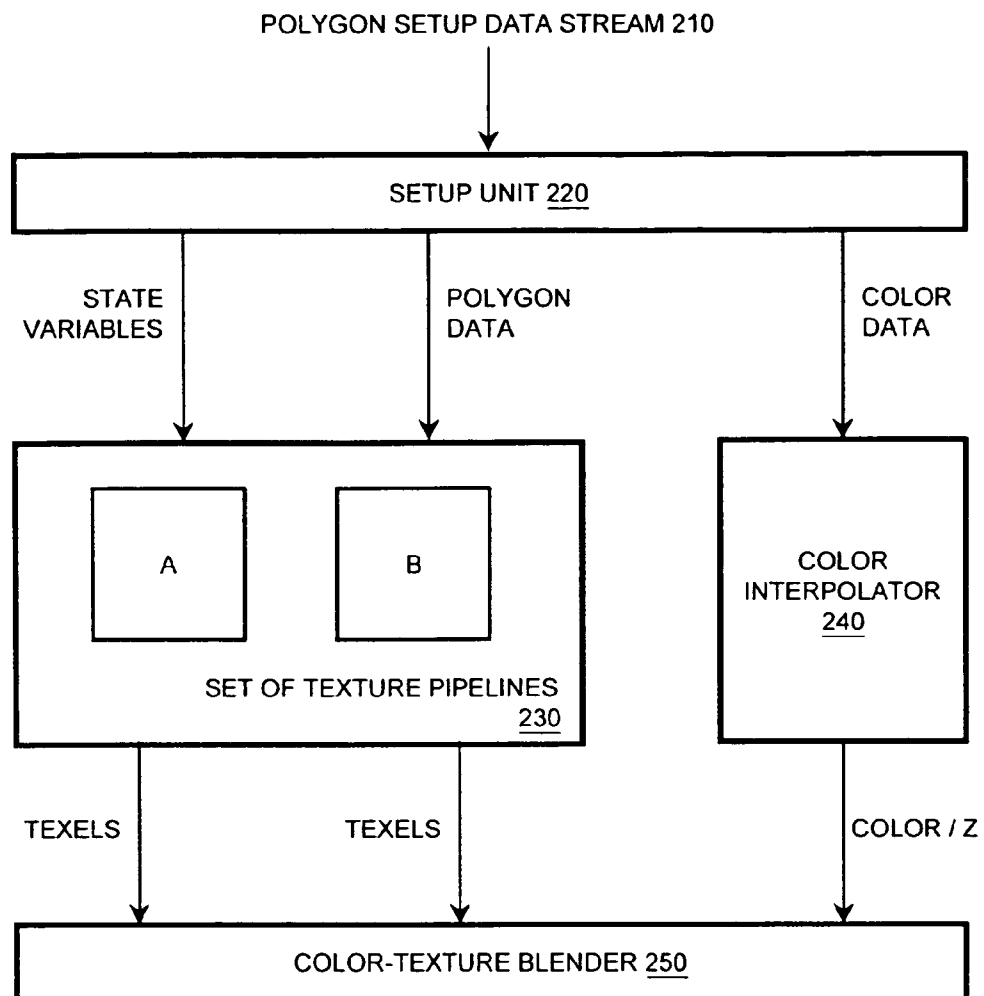 POLYGON SETUP DATA STREAM 210
SETUP UNIT 220
STATE
VARIABLES
POLYGON
DATA
COLOR
DATA
A
B
SET OF TEXTURE PIPELINES
230
COLOR
INTERPOLATOR
240
TEXELS
TEXELS
COLOR / Z
COLOR-TEXTURE BLENDER 250